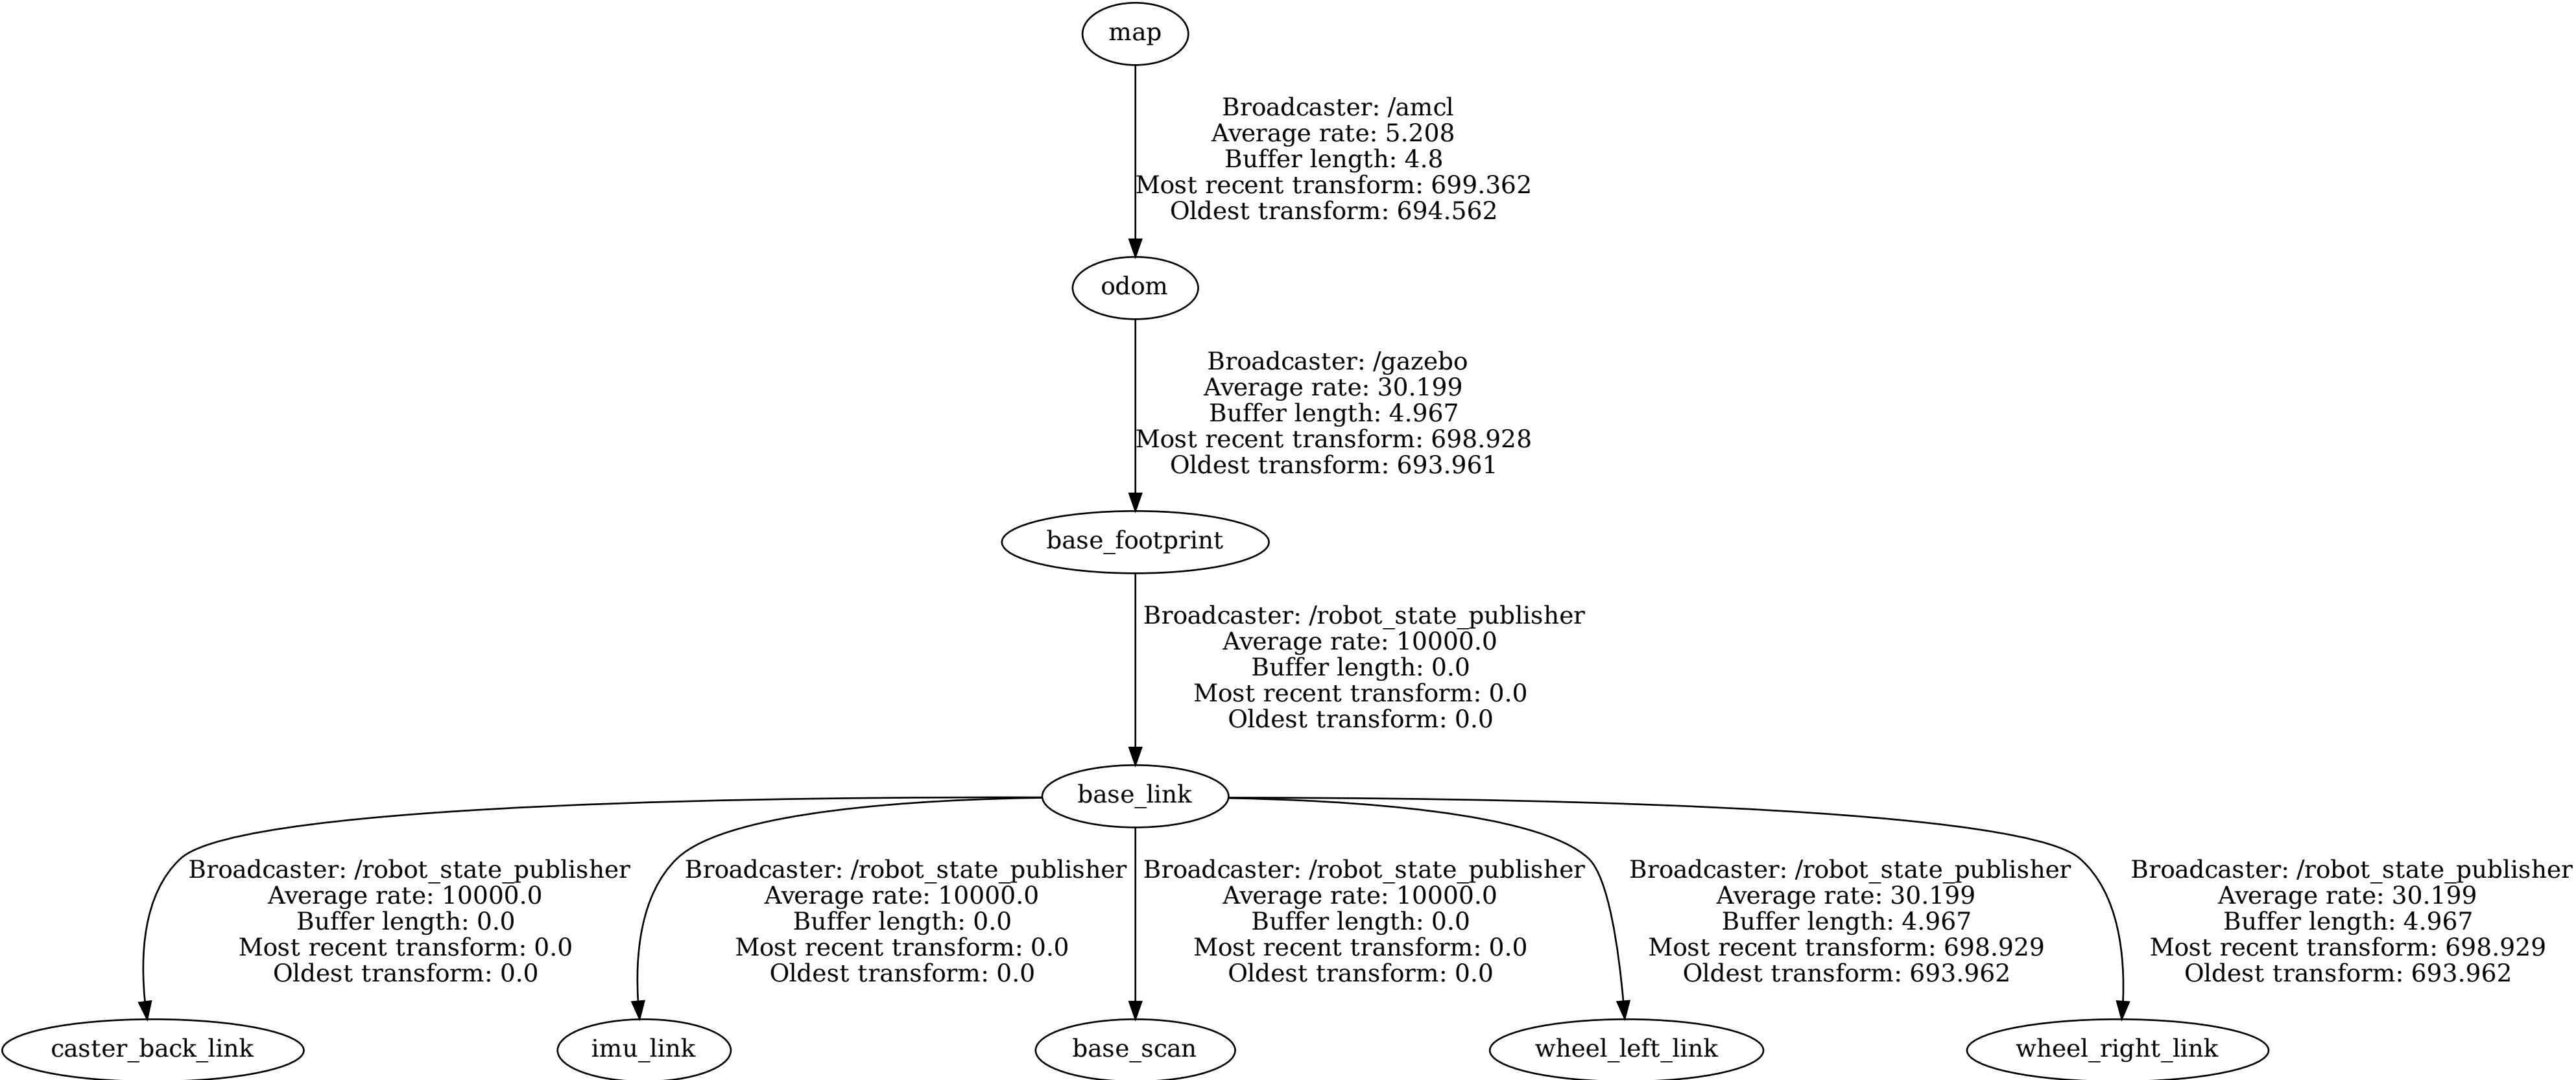 map
Broadcaster: /amcl
Average rate: 5.208
Buffer length: 4.8
Most recent transform: 699.362
Oldest transform: 694.562
odom
Broadcaster: /gazebo
Average rate: 30.199
Buffer length: 4.967
Most recent transform: 698.928
Oldest transform: 693.961
base_footprint
Broadcaster: /robot_state_publisher
Average rate: 10000.0
Buffer length: 0.0
Most recent transform: 0.0
Oldest transform: 0.0
base_link
Broadcaster: /robot_state_publisher
Average rate: 10000.0
Buffer length: 0.0
Most recent transform: 0.0
Oldest transform: 0.0
Broadcaster: /robot_state_publisher
Average rate: 10000.0
Buffer length: 0.0
Most recent transform: 0.0
Oldest transform: 0.0
Broadcaster: /robot_state_publisher
Average rate: 10000.0
Buffer length: 0.0
Most recent transform: 0.0
Oldest transform: 0.0
Broadcaster: /robot_state_publisher
Average rate: 30.199
Buffer length: 4.967
Most recent transform: 698.929
Oldest transform: 693.962
Broadcaster: /robot_state_publisher
Average rate: 30.199
Buffer length: 4.967
Most recent transform: 698.929
Oldest transform: 693.962
caster_back_link
imu_link
base_scan
wheel_left_link
wheel_right_link